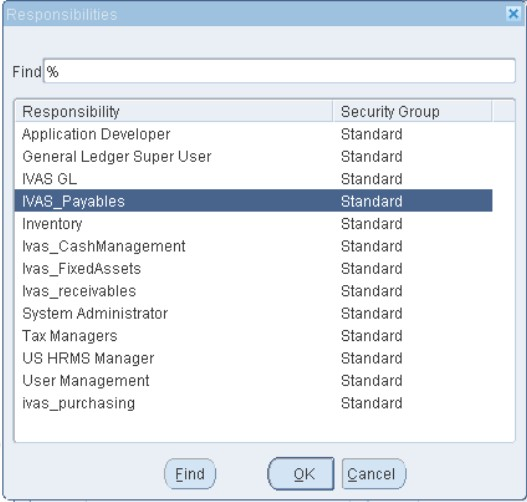 Responsibilities
Find %
Responsibility Security Group
Application Developer Standard
General Ledger Super User Standard
IVAS GL Standard
IVAS_Payables Standard
Inventory Standard
Ivas_CashManagement Standard
Ivas_FixedAssets Standard
Ivas_receivables Standard
System Administrator Standard
Tax Managers Standard
US HRMS Manager Standard
User Management Standard
ivas_purchasing Standard
Find OK Cancel